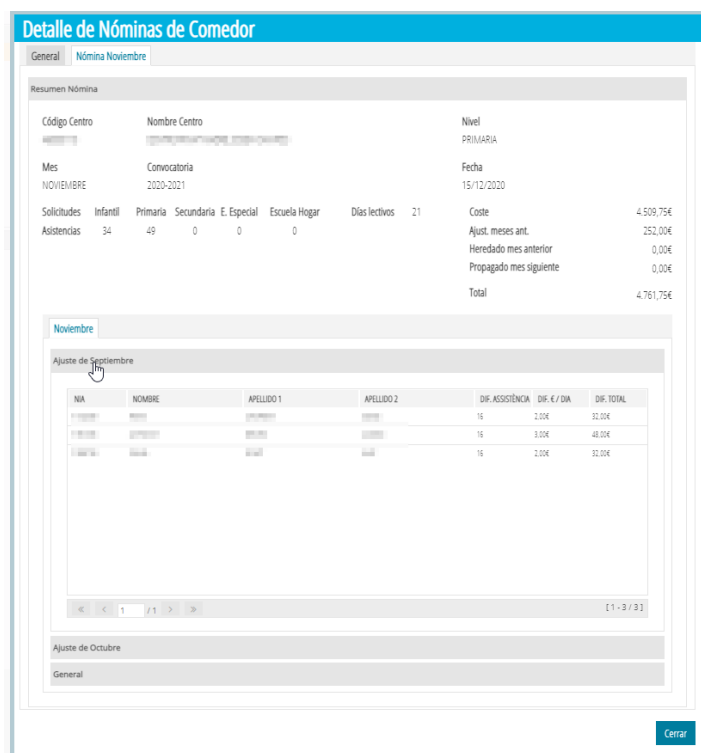 Detalle de Nóminas de Comedor
General Nómina Noviembre
Resumen Nómina
Código Centro Nombre Centro Nivel
PRIMARIA
Mes Convocatoria Fecha
NOVIEMBRE 2020-2021 15/12/2020
Solicitudes Infantil Primaria Secundaria E. Especial Escuela Hogar Días lectivos 21 Coste 4.509,75€
Asistencias 34 49 0 0 0 Ajust. meses ant. 252,00€
Heredado mes anterior 0,00€
Propagado mes siguiente 0,00€
Total 4.761,75€
Noviembre
Ajuste de Septiembre
NIA NOMBRE APELLIDO 1 APELLIDO 2 DIF. ASSISTÈNCIA DIF. € / DIA DIF. TOTAL
16 2,00€ 32,00€
16 3,00€ 48,00€
16 2,00€ 32,00€
« < 1 / 1 > » [ 1 - 3 / 3 ]
Ajuste de Octubre
General
Cerrar